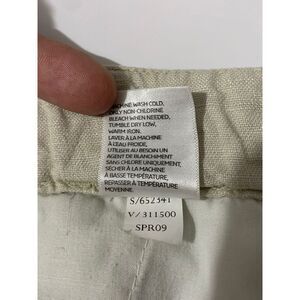 MACHINE WASH COLD,
ONLY NON-CHLORINE
BLEACH WHEN NEEDED,
TUMBLE DRY LOW,
WARM IRON.
LAVER À LA MACHINE
À L'EAU FROIDE,
UTILISER AU BESOIN UN
AGENT DE BLANCHIMENT
SANS CHLORE UNIQUEMENT,
SÉCHER À LA MACHINE
À BASSE TEMPÉRATURE,
REPASSER À TEMPÉRATURE
MOYENNE.
S/652341
V/311500
SPR09